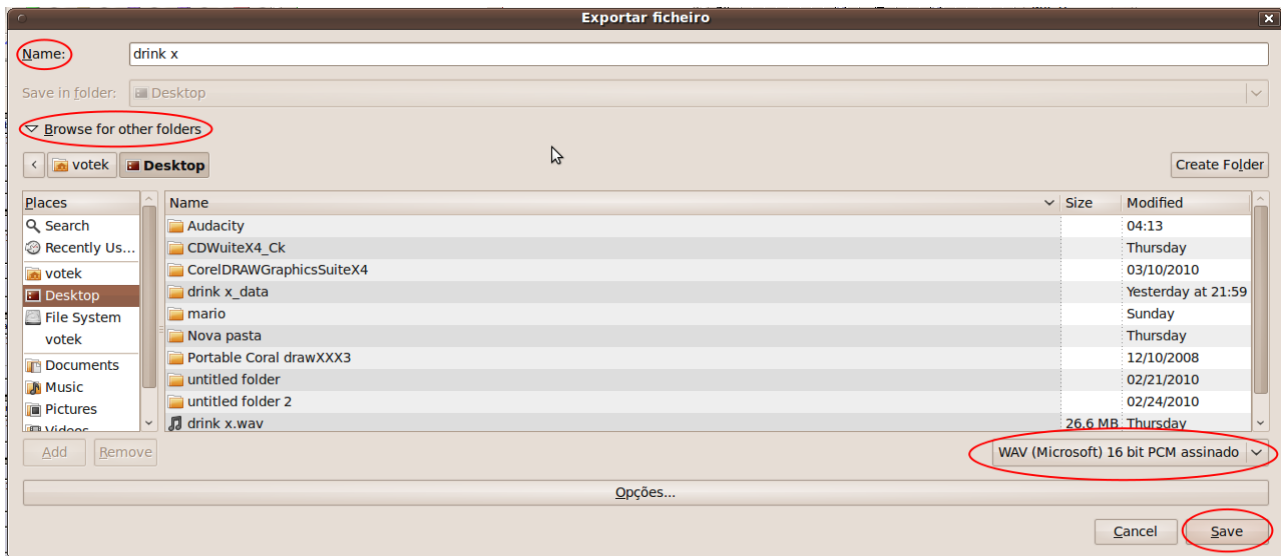 Exportar ficheiro
Name: drink x
Save in folder: Desktop
Browse for other folders
votek Desktop Create Folder
Places Name Size Modified
Search Audacity 04:13
Recently Us... CDWuiteX4_Ck Thursday
votek CorelDRAWGraphicsSuiteX4 03/10/2010
Desktop drink x_data Yesterday at 21:59
File System mario Sunday
votek Nova pasta Thursday
Documents Portable Coral drawXXX3 12/10/2008
Music untitled folder 02/21/2010
Pictures untitled folder 2 02/24/2010
Videos drink x.wav 26.6 MB Thursday
Add Remove WAV (Microsoft) 16 bit PCM assinado
Opções...
Cancel Save